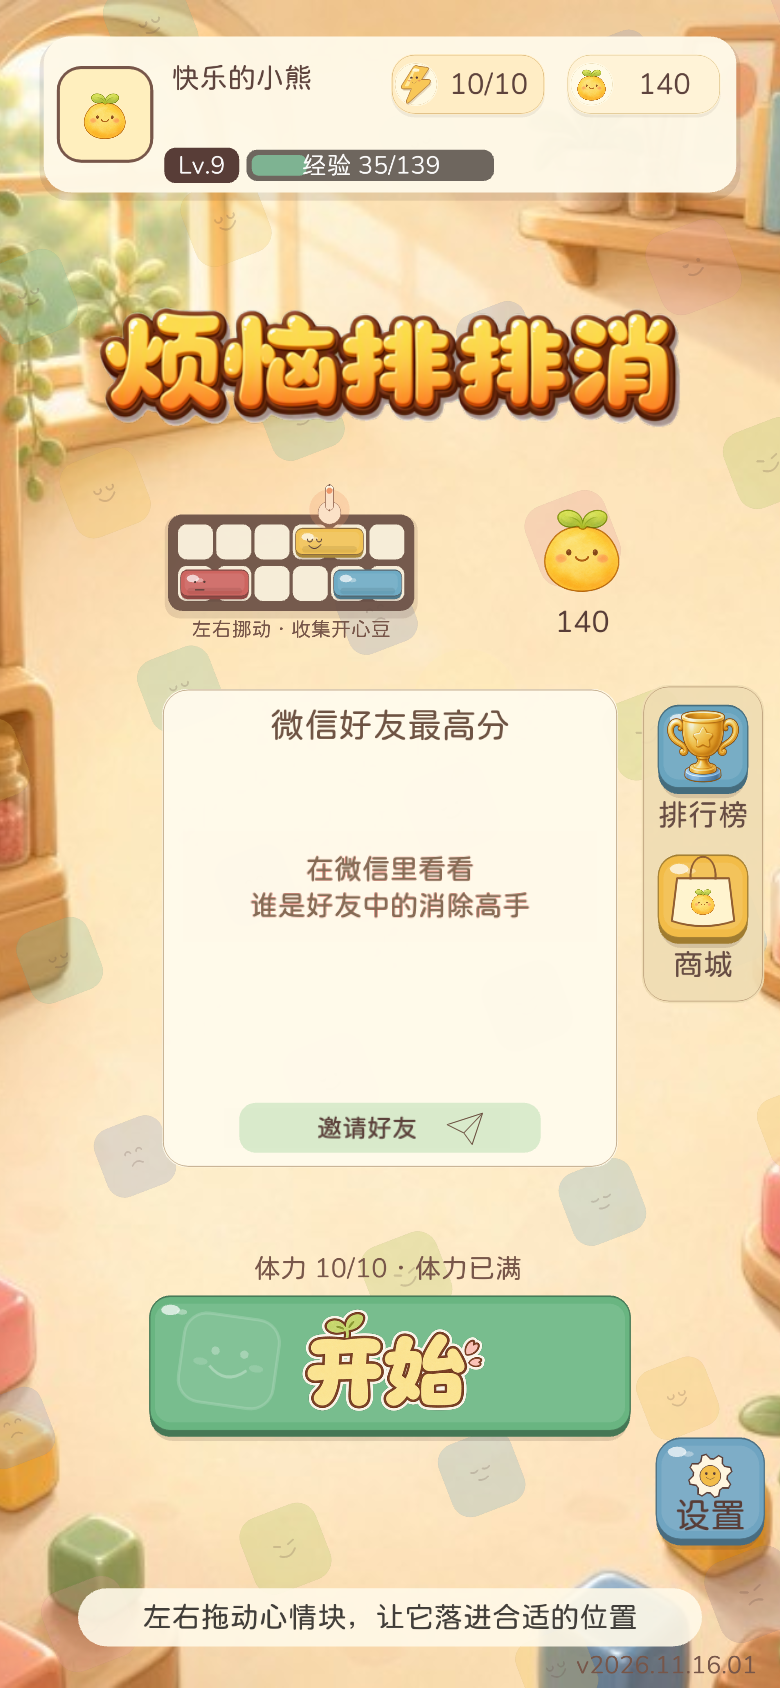 快乐的小熊
10/10
140
Lv.9
经验 35/139
烦恼排排消
左右挪动 · 收集开心豆
140
微信好友最高分
在微信里看看
谁是好友中的消除高手
邀请好友
排行榜
商城
体力 10/10 · 体力已满
开始
设置
左右拖动心情块，让它落进合适的位置
v2026.11.16.01